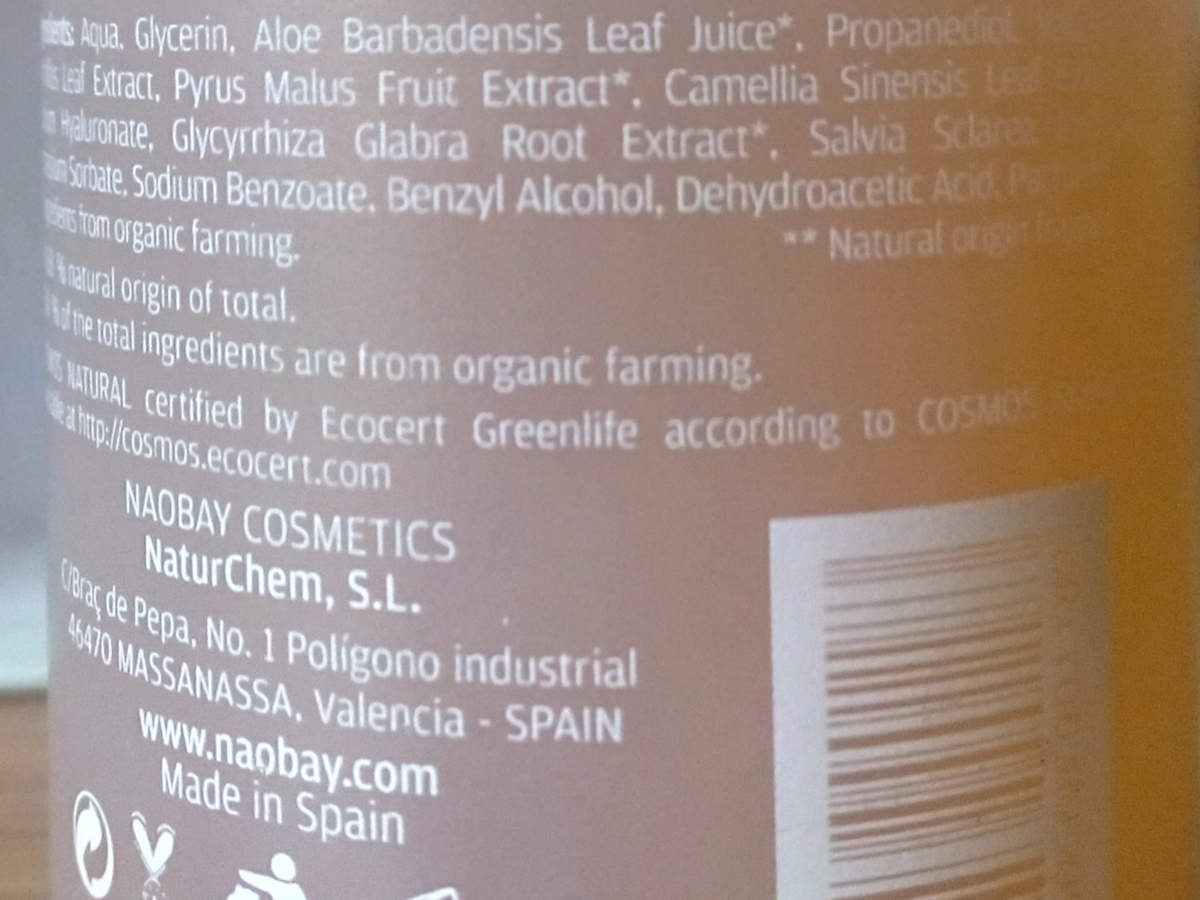 Aqua, Glycerin, Aloe Barbadensis Leaf Juice*, Propanediol,
Leaf Extract, Pyrus Malus Fruit Extract*, Camellia Sinensis Leaf
Hyaluronate, Glycyrrhiza Glabra Root Extract*, Salvia Sclarea
Sorbate, Sodium Benzoate, Benzyl Alcohol, Dehydroacetic Acid,
from organic farming. ** Natural origin
% natural origin of total.
% of the total ingredients are from organic farming.
NATURAL certified by Ecocert Greenlife according to COSMOS
at http://cosmos.ecocert.com
NAOBAY COSMETICS
NaturChem, S.L.
C/Braç de Pepa, No. 1 Polígono industrial
46470 MASSANASSA, Valencia - SPAIN
www.naobay.com
Made in Spain